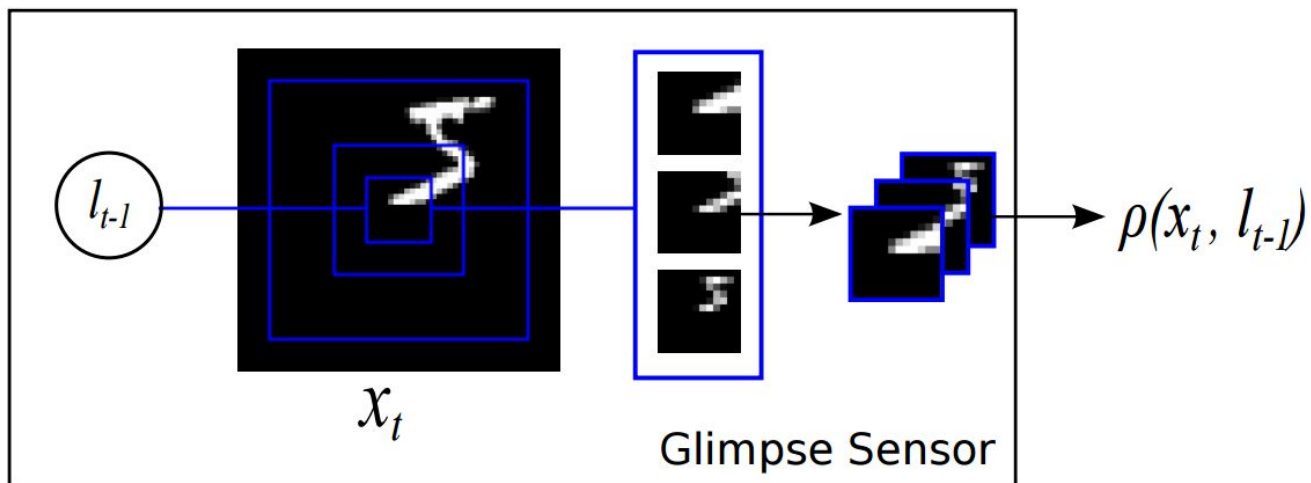 l_{t-1}
x_t
ρ(x_t, l_{t-1})
Glimpse Sensor